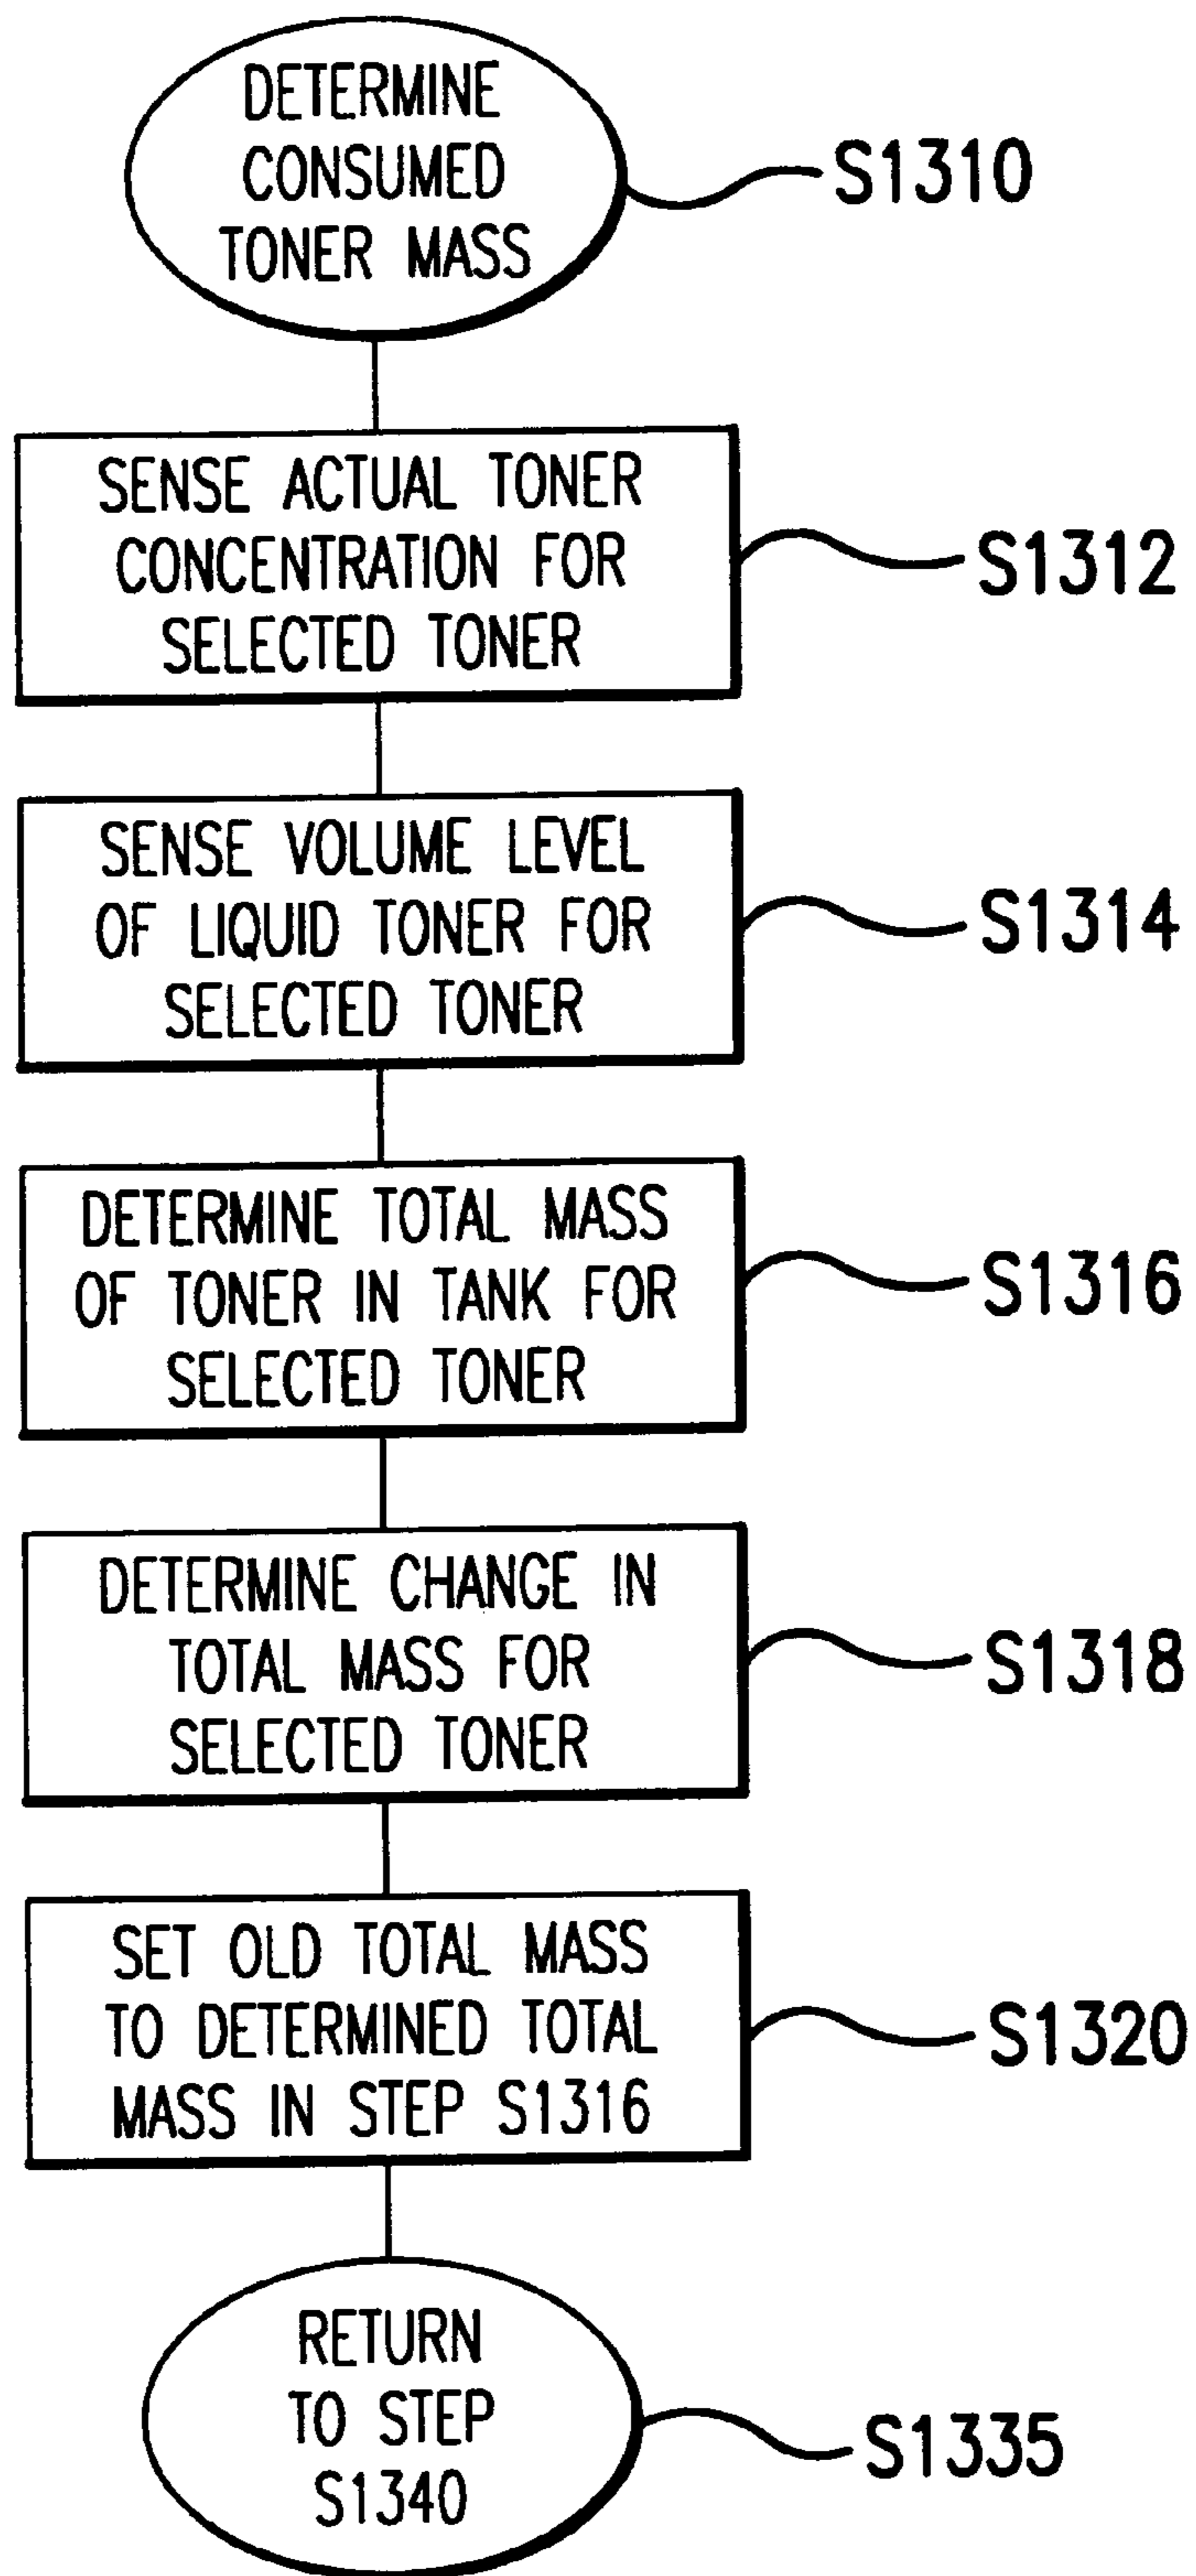 DETERMINE
CONSUMED
TONER MASS
S1310
SENSE ACTUAL TONER
CONCENTRATION FOR
SELECTED TONER
S1312
SENSE VOLUME LEVEL
OF LIQUID TONER FOR
SELECTED TONER
S1314
DETERMINE TOTAL MASS
OF TONER IN TANK FOR
SELECTED TONER
S1316
DETERMINE CHANGE IN
TOTAL MASS FOR
SELECTED TONER
S1318
SET OLD TOTAL MASS
TO DETERMINED TOTAL
MASS IN STEP S1316
S1320
RETURN
TO STEP
S1340
S1335